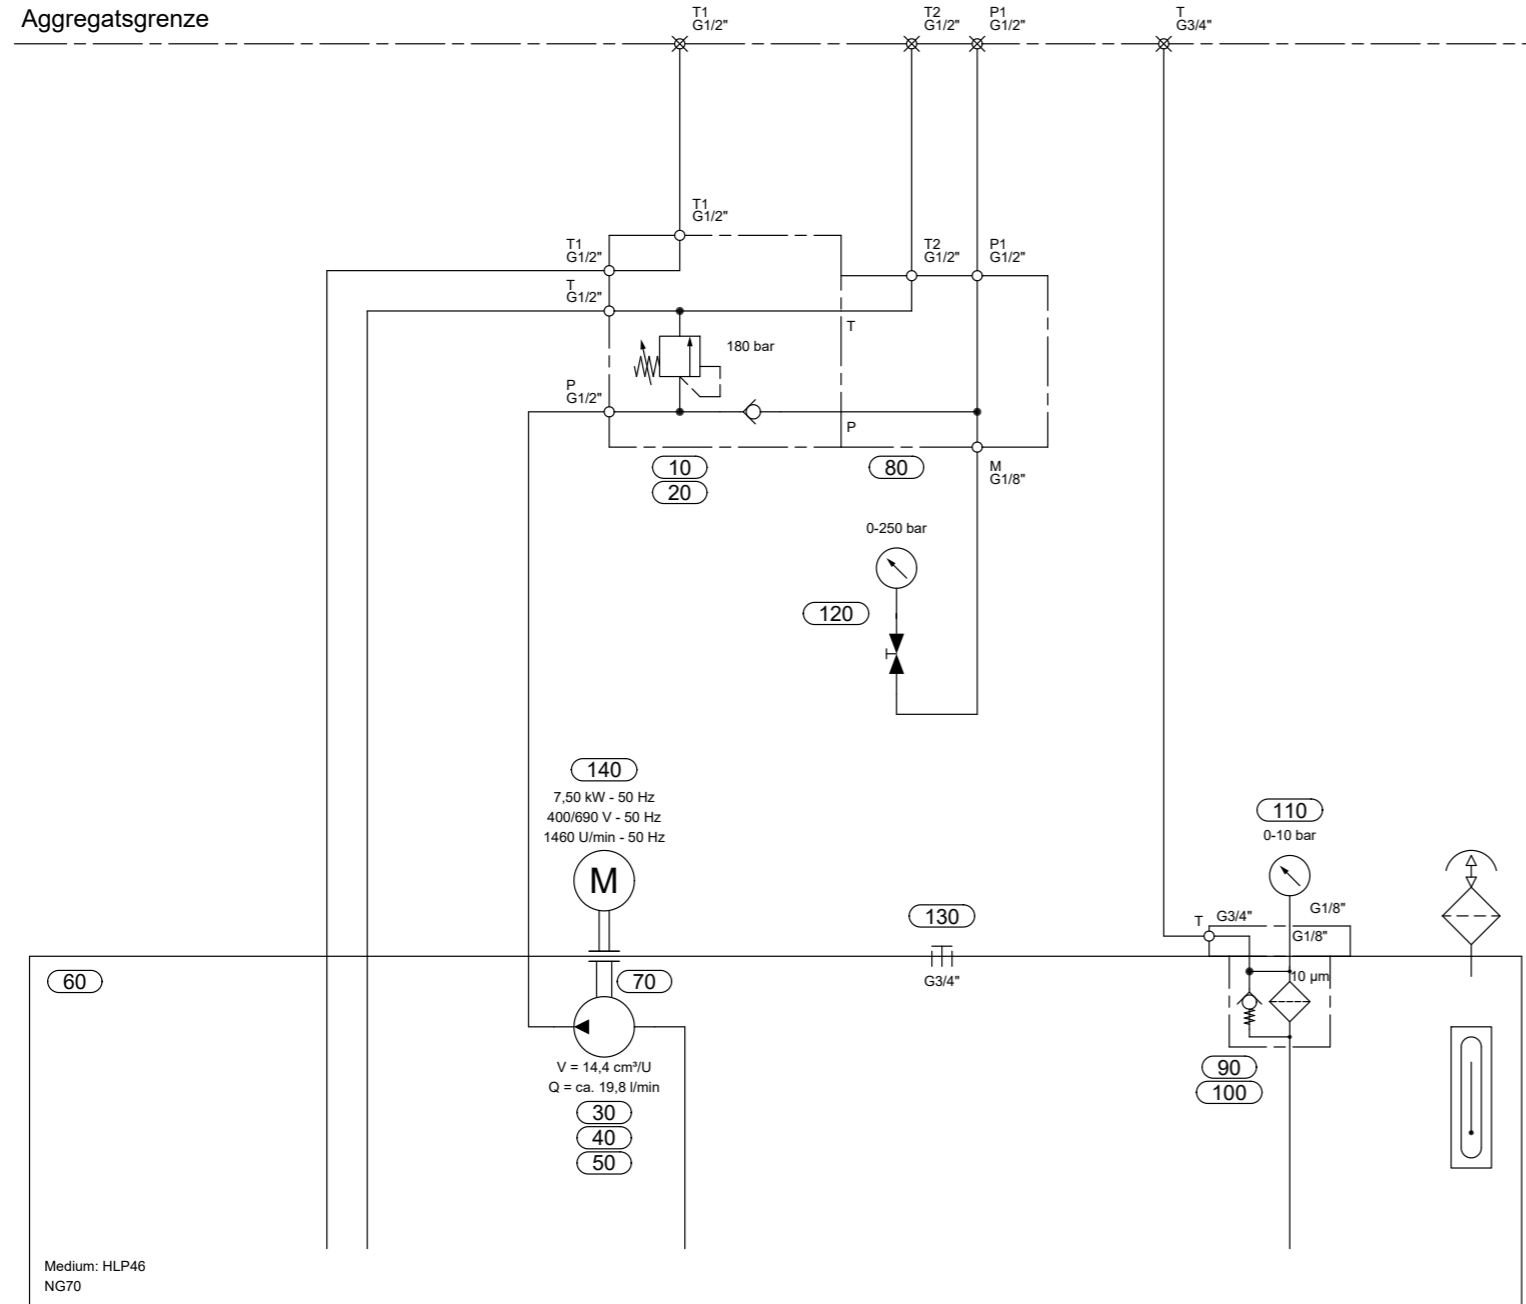 Aggregatsgrenze
T1
G1/2"
T2
G1/2"
P1
G1/2"
T
G3/4"
T1
G1/2"
T1
G1/2"
T2
G1/2"
P1
G1/2"
T
G1/2"
T
180 bar
P
G1/2"
P
10
20
80
M
G1/8"
0-250 bar
120
140
7,50 kW - 50 Hz
400/690 V - 50 Hz
1460 U/min - 50 Hz
M
110
0-10 bar
130
G3/4"
T
G3/4"
G1/8"
G1/8"
10 µm
60
70
V = 14,4 cm³/U
Q = ca. 19,8 l/min
30
40
50
90
100
Medium: HLP46
NG70